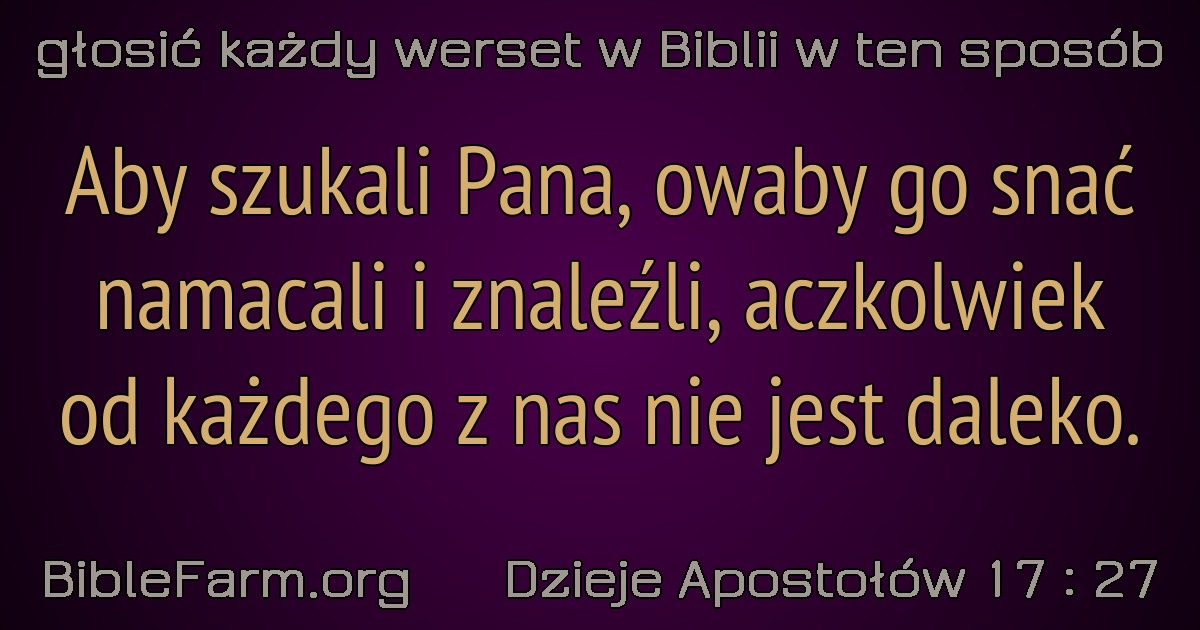 głosić każdy werset w Biblii w ten sposób
Aby szukali Pana, owaby go snać
namacali i znaleźli, aczkolwiek
od każdego z nas nie jest daleko.
BibleFarm.org Dzieje Apostołów 17 : 27